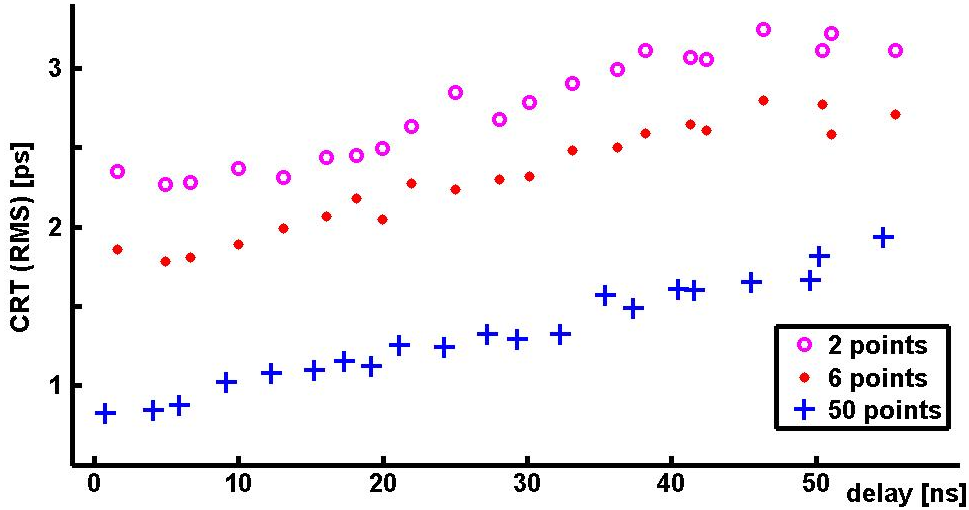 CRT (RMS) [ps]
3
2
1
0 10 20 30 40 50
delay [ns]
2 points
6 points
50 points